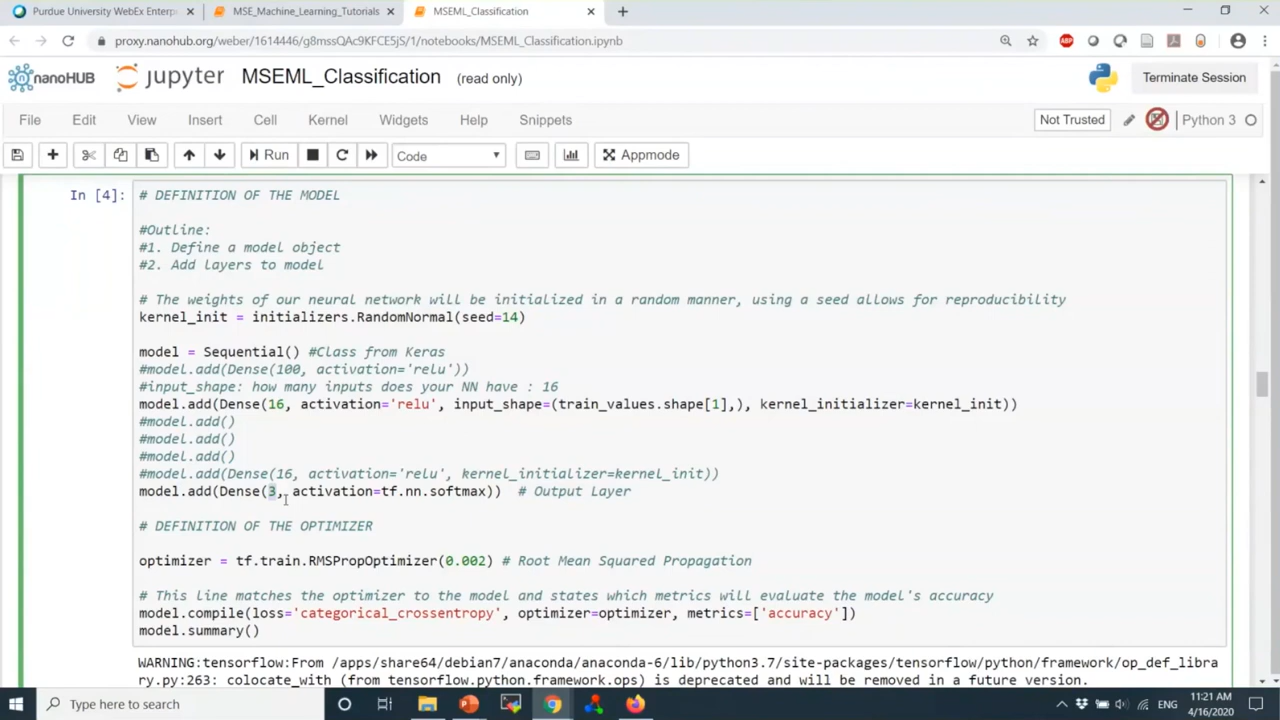 Purdue University WebEx Enterp
MSE_Machine_Learning_Tutorials
MSEML_Classification
proxy.nanohub.org/weber/1614446/g8mssQAc9KFCE5jS/1/notebooks/MSEML_Classification.ipynb
ABP
nanoHUB
jupyter
MSEML_Classification (read only)
Terminate Session
File Edit View Insert Cell Kernel Widgets Help Snippets
Not Trusted
Python 3
Run
Code
Appmode
In [4]:
# DEFINITION OF THE MODEL
#Outline:
#1. Define a model object
#2. Add layers to model
# The weights of our neural network will be initialized in a random manner, using a seed allows for reproducibility
kernel_init = initializers.RandomNormal(seed=14)
model = Sequential() #Class from Keras
#model.add(Dense(100, activation='relu'))
#input_shape: how many inputs does your NN have : 16
model.add(Dense(16, activation='relu', input_shape=(train_values.shape[1],), kernel_initializer=kernel_init))
#model.add()
#model.add()
#model.add()
#model.add(Dense(16, activation='relu', kernel_initializer=kernel_init))
model.add(Dense(3, activation=tf.nn.softmax)) # Output Layer
# DEFINITION OF THE OPTIMIZER
optimizer = tf.train.RMSPropOptimizer(0.002) # Root Mean Squared Propagation
# This line matches the optimizer to the model and states which metrics will evaluate the model's accuracy
model.compile(loss='categorical_crossentropy', optimizer=optimizer, metrics=['accuracy'])
model.summary()
WARNING:tensorflow:From /apps/share64/debian7/anaconda/anaconda-6/lib/python3.7/site-packages/tensorflow/python/framework/op_def_libra
ry.py:263: colocate_with (from tensorflow.python.framework.ops) is deprecated and will be removed in a future version.
Type here to search
ENG
11:21 AM
4/16/2020